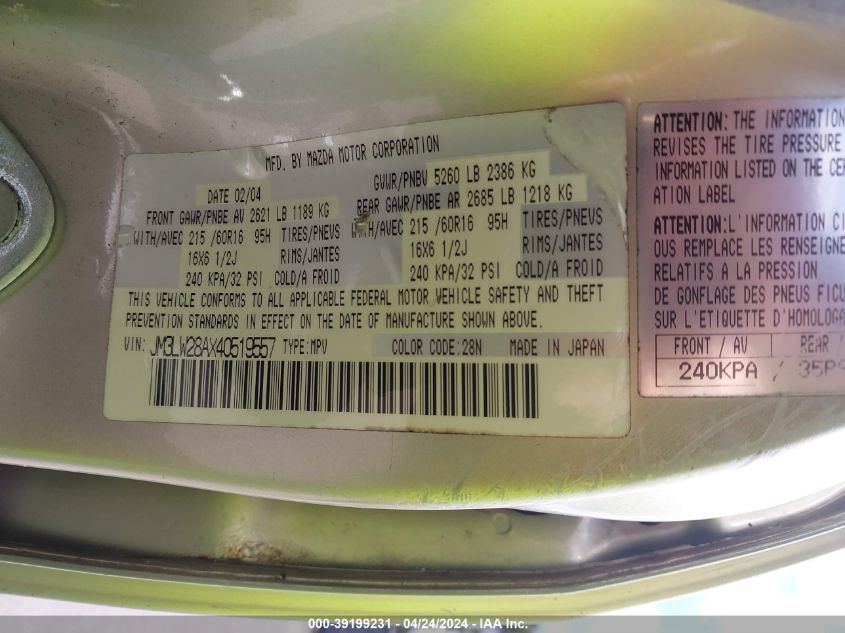 MFD. BY MAZDA MOTOR CORPORATION
DATE 02/04
GVWR/PNBV 5260 LB 2386 KG
FRONT GAWR/PNBE AV 2621 LB 1189 KG
REAR GAWR/PNBE AR 2685 LB 1218 KG
WITH/AVEC 215 /60R16 95H TIRES/PNEUS
WITH/AVEC 215 /60R16 95H TIRES/PNEUS
16X6 1/2J RIMS/JANTES
16X6 1/2J RIMS/JANTES
240 KPA/32 PSI COLD/A FROID
240 KPA/32 PSI COLD/A FROID
THIS VEHICLE CONFORMS TO ALL APPLICABLE FEDERAL MOTOR VEHICLE SAFETY AND THEFT
PREVENTION STANDARDS IN EFFECT ON THE DATE OF MANUFACTURE SHOWN ABOVE.
VIN: JM3LW28AX40519557 TYPE:MPV COLOR CODE:28N MADE IN JAPAN
ATTENTION: THE INFORMATION
REVISES THE TIRE PRESSURE
INFORMATION LISTED ON THE CER
ATION LABEL
ATTENTION:L'INFORMATION CI
OUS REMPLACE LES RENSEIGNE
RELATIFS A LA PRESSION
DE GONFLAGE DES PNEUS FIGU
SUR L'ETIQUETTE D'HOMOLOGA
FRONT / AV REAR
240KPA / 35PS
000-39199231 - 04/24/2024 - IAA Inc.